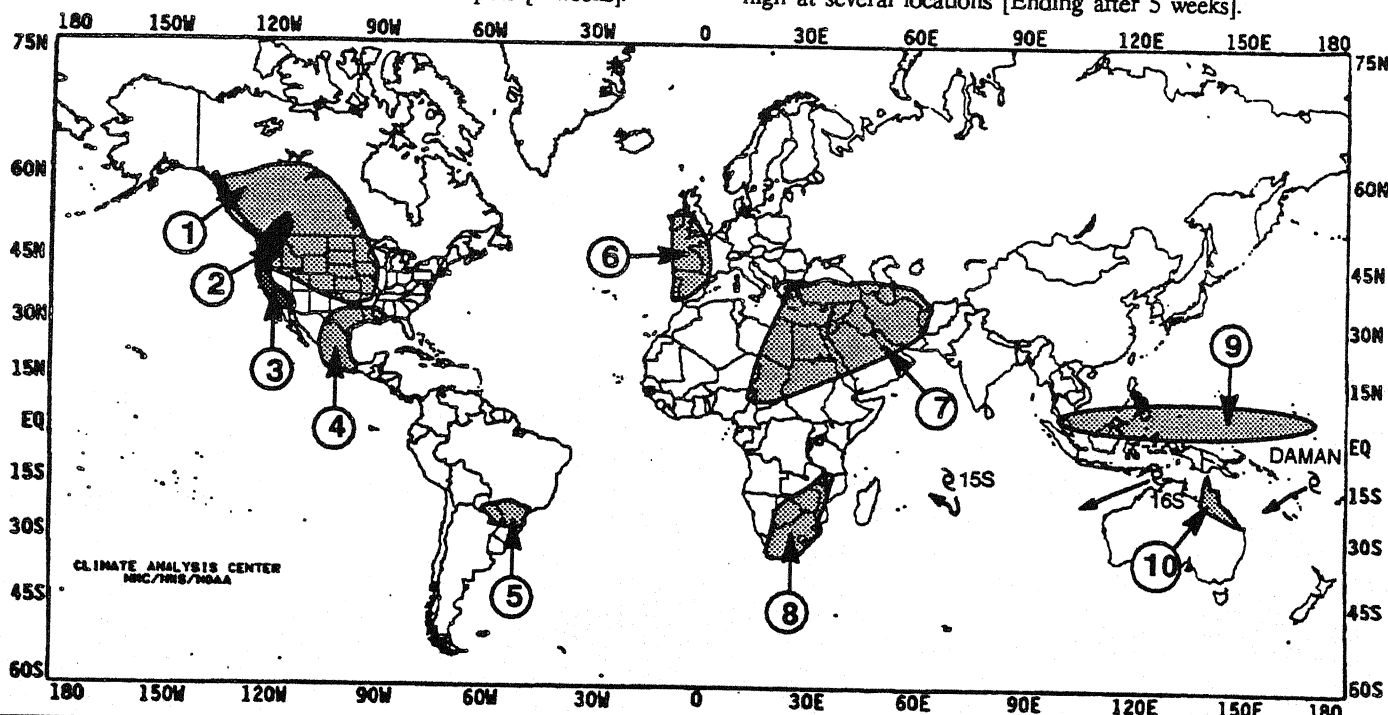 high at several locations [Ending after 5 weeks].
180 150W 120W 90W 60W 30W 0 30E 60E 90E 120E 150E 180
75N 75N
60N 60N
45N 45N
30N 30N
15N 15N
EQ EQ
15S 15S
30S 30S
45S 45S
60S 60S
1
2
3
4
5
6
7
8
9
10
DAMAN
15S
16S
CLIMATE ANALYSIS CENTER
NMC/NWS/NOAA
180 150W 120W 90W 60W 30W 0 30E 60E 90E 120E 150E 180